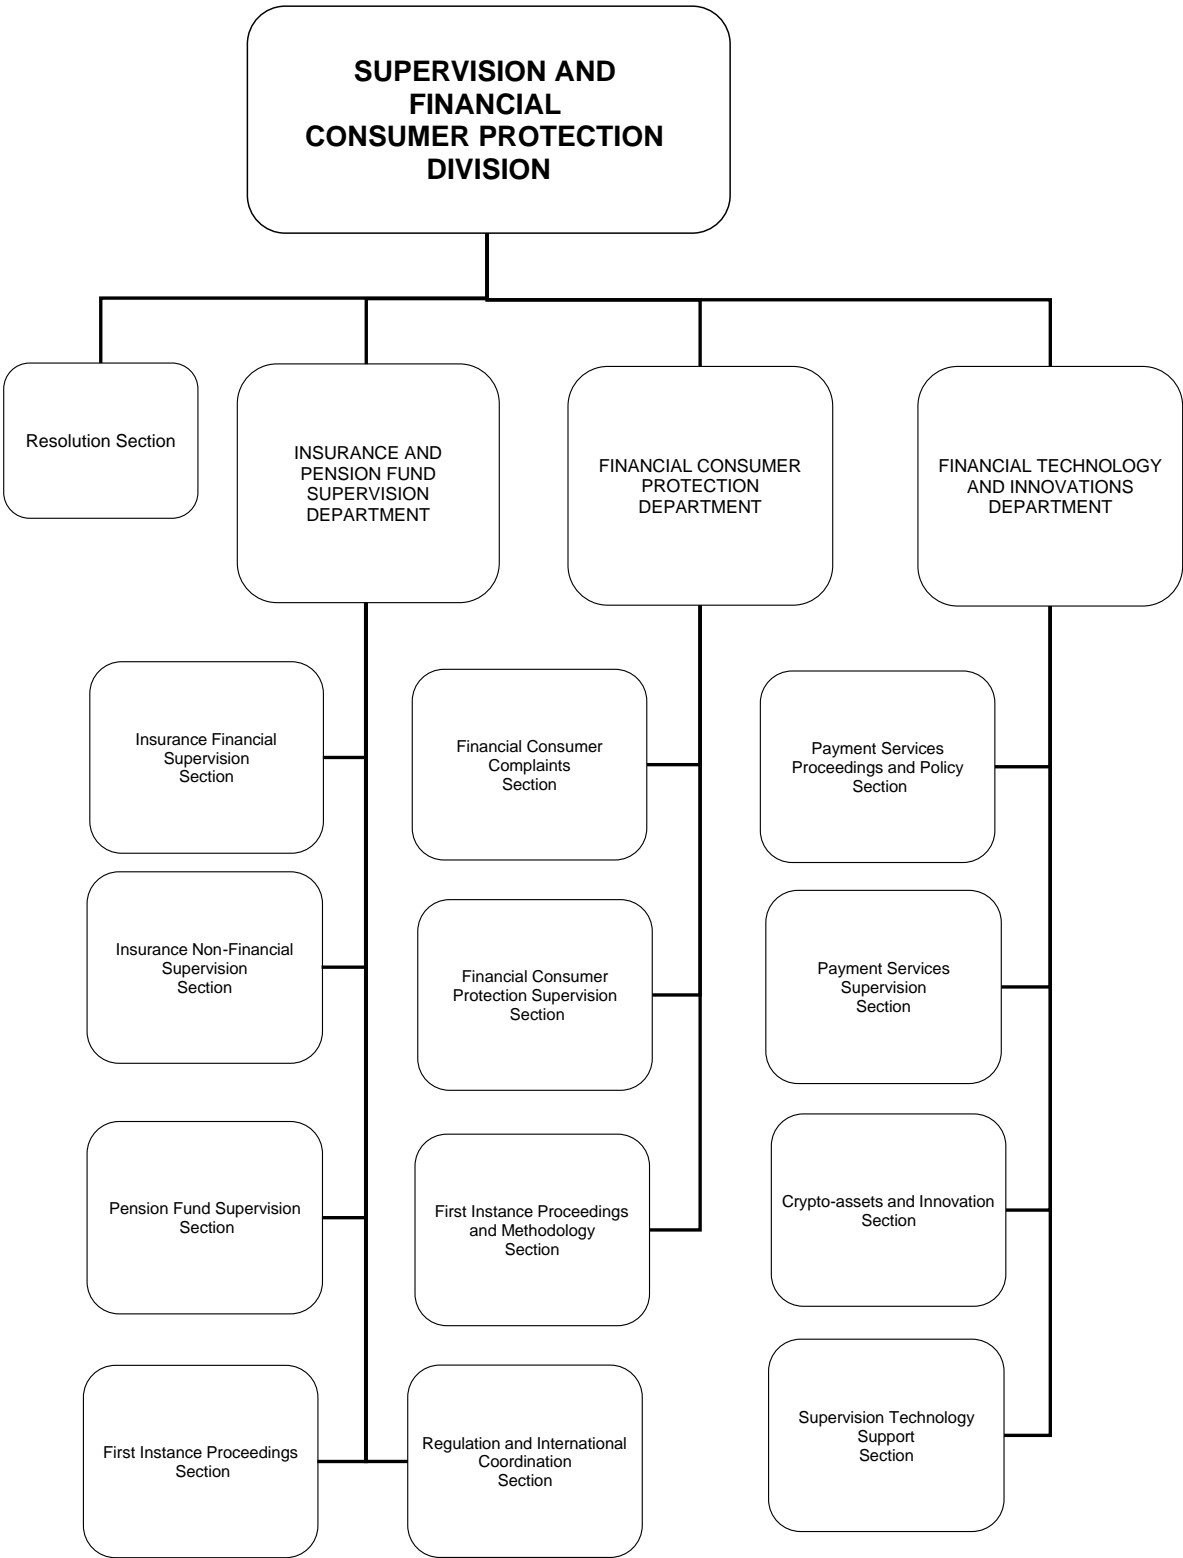 SUPERVISION AND
FINANCIAL
CONSUMER PROTECTION
DIVISION
Resolution Section
INSURANCE AND
PENSION FUND
SUPERVISION
DEPARTMENT
FINANCIAL CONSUMER
PROTECTION
DEPARTMENT
FINANCIAL TECHNOLOGY
AND INNOVATIONS
DEPARTMENT
Insurance Financial
Supervision
Section
Financial Consumer
Complaints
Section
Payment Services
Proceedings and Policy
Section
Insurance Non-Financial
Supervision
Section
Financial Consumer
Protection Supervision
Section
Payment Services
Supervision
Section
Pension Fund Supervision
Section
First Instance Proceedings
and Methodology
Section
Crypto-assets and Innovation
Section
First Instance Proceedings
Section
Regulation and International
Coordination
Section
Supervision Technology
Support
Section